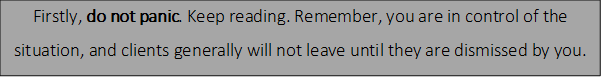 Firstly, do not panic. Keep reading. Remember, you are in control of the
situation, and clients generally will not leave until they are dismissed by you.